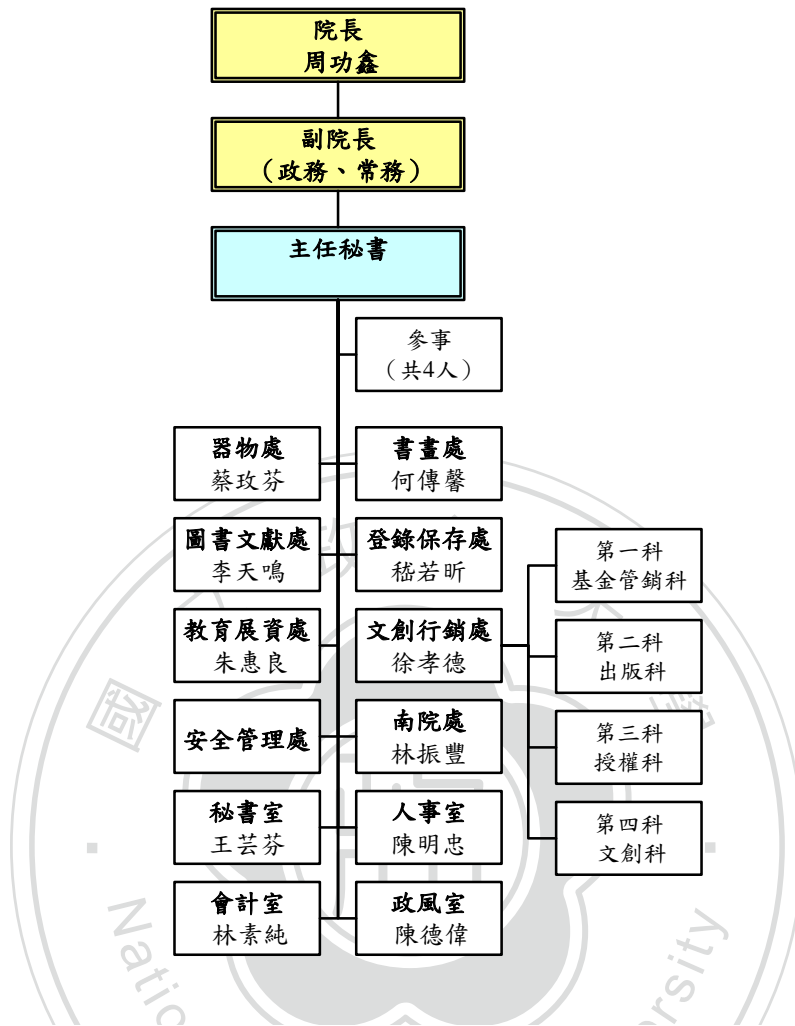 院長
周功鑫
副院長
（政務、常務）
主任秘書
參事
（共4人）
器物處
蔡玫芬
書畫處
何傳馨
圖書文獻處
李天鳴
登錄保存處
嵇若昕
教育展資處
朱惠良
文創行銷處
徐孝德
第一科
基金管銷科
第二科
出版科
第三科
授權科
第四科
文創科
安全管理處
南院處
林振豐
秘書室
王芸芬
人事室
陳明忠
會計室
林素純
政風室
陳德偉
國
政
學
Natio
ersity